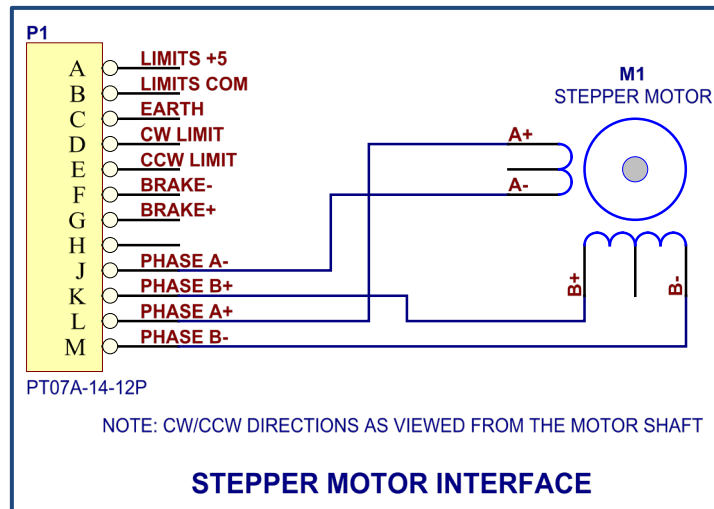 P1
A LIMITS +5
B LIMITS COM
C EARTH
D CW LIMIT
E CCW LIMIT
F BRAKE-
G BRAKE+
H
J PHASE A-
K PHASE B+
L PHASE A+
M PHASE B-
PT07A-14-12P
M1
STEPPER MOTOR
A+
A-
B+
B-
NOTE: CW/CCW DIRECTIONS AS VIEWED FROM THE MOTOR SHAFT
STEPPER MOTOR INTERFACE